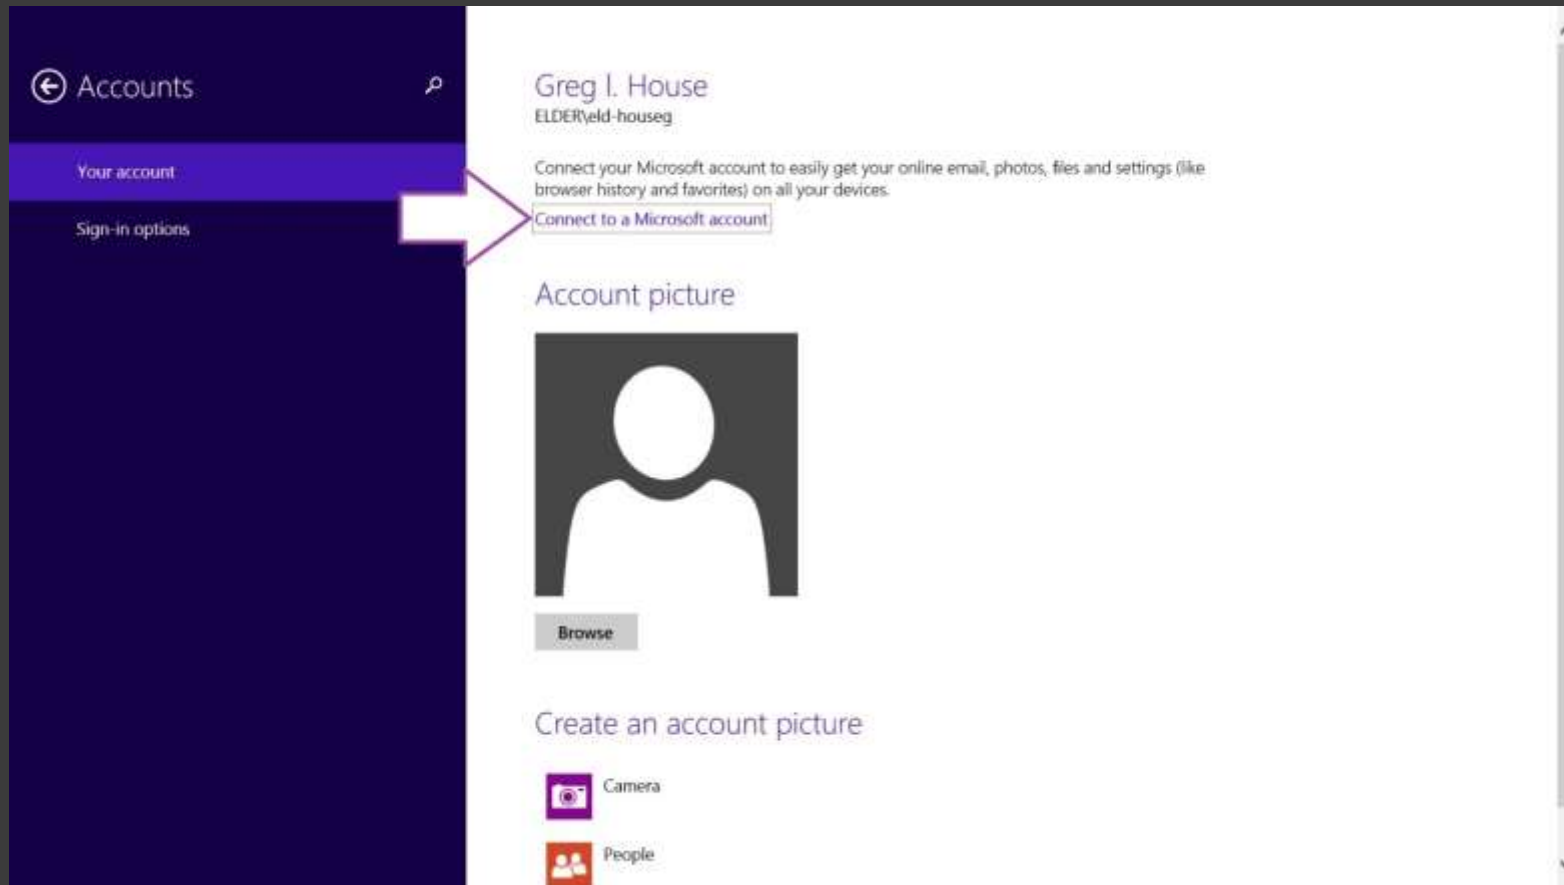 Accounts
Your account
Sign-in options
Greg I. House
ELDER\eld-houseg
Connect your Microsoft account to easily get your online email, photos, files and settings (like
browser history and favorites) on all your devices.
Connect to a Microsoft account
Account picture
Browse
Create an account picture
Camera
People